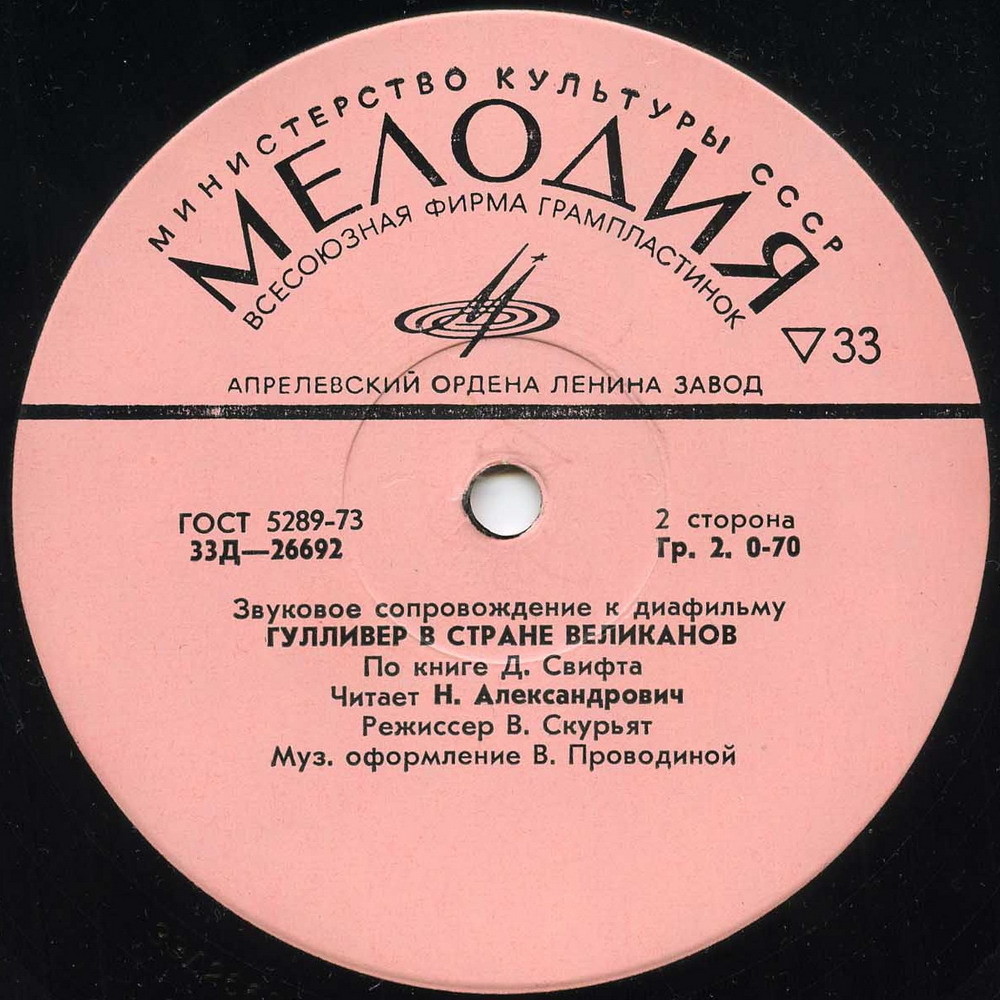 МИНИСТЕРСТВО КУЛЬТУРЫ СССР
МЕЛОДИЯ
ВСЕСОЮЗНАЯ ФИРМА ГРАМПЛАСТИНОК
33
АПРЕЛЕВСКИЙ ОРДЕНА ЛЕНИНА ЗАВОД
ГОСТ 5289-73
33Д—26692
2 сторона
Гр. 2. 0-70
Звуковое сопровождение к диафильму
ГУЛЛИВЕР В СТРАНЕ ВЕЛИКАНОВ
По книге Д. Свифта
Читает Н. Александрович
Режиссер В. Скурьят
Муз. оформление В. Проводиной